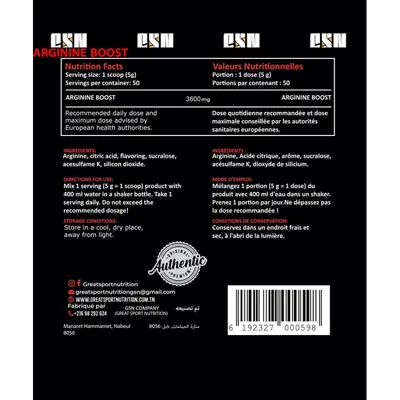 GSN GSN GSN GSN
ARGININE BOOST
Nutrition Facts
Serving size: 1 scoop (5g)
Servings per container: 50
Valeurs Nutritionnelles
Portion : 1 dose (5 g)
Portions par contenant : 50
ARGININE BOOST 3600mg ARGININE BOOST
Recommended daily dose and
maximum dose advised by
European health authorities.
Dose quotidienne recommandée et dose
maximale conseillée par les autorités
sanitaires européennes.
INGREDIENTS:
Arginine, citric acid, flavoring, sucralose,
acésulfame K, silicon dioxide.
INGRÉDIENTS :
Arginine, Acide citrique, arôme, sucralose,
acésulfame K, dioxyde de silicium.
DIRECTIONS FOR USE:
Mix 1 serving (5 g = 1 scoop) product with
400 ml water in a shaker bottle. Take 1
serving daily. Do not exceed the
recommended dosage!
MODE D'EMPLOI:
Mélangez 1 portion (5 g = 1 dose) du
produit avec 400 ml d'eau dans un shaker.
Prenez 1 portion par jour.Ne dépassez pas
la dose recommandée !
STORAGE CONDITIONS:
Store in a cool, dry place,
away from light.
CONDITIONS DE CONSERVATION:
Conservez dans un endroit frais et
sec, à l'abri de la lumière.
ORIGINAL
Authentic
PREMIUM
Greatsportnutrition
Greatsportnutritiongsn@gmail.com
WWW.GREATSPORTNUTRITION.COM.TN
+216 98 292 624
Fabriqué par
GSN COMPANY
(GREAT SPORT NUTRITION)
تم تصنيعه
Manaret Hammamet, Nabeul
8056
منارة الحمامات, نابل 8056
6 192327 000598